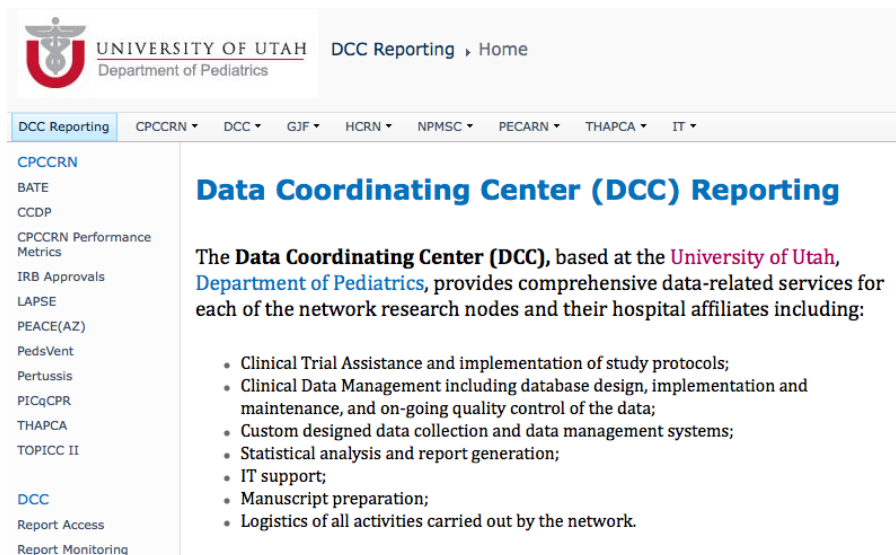 UNIVERSITY OF UTAH
Department of Pediatrics
DCC Reporting ▸ Home
DCC Reporting CPCCRN ▾ DCC ▾ GJF ▾ HCRN ▾ NPMSC ▾ PECARN ▾ THAPCA ▾ IT ▾
CPCCRN
BATE
CCDP
CPCCRN Performance
Metrics
IRB Approvals
LAPSE
PEACE(AZ)
PedsVent
Pertussis
PICqCPR
THAPCA
TOPICC II
DCC
Report Access
Report Monitoring
Data Coordinating Center (DCC) Reporting
The Data Coordinating Center (DCC), based at the University of Utah,
Department of Pediatrics, provides comprehensive data-related services for
each of the network research nodes and their hospital affiliates including:
• Clinical Trial Assistance and implementation of study protocols;
• Clinical Data Management including database design, implementation and
maintenance, and on-going quality control of the data;
• Custom designed data collection and data management systems;
• Statistical analysis and report generation;
• IT support;
• Manuscript preparation;
• Logistics of all activities carried out by the network.